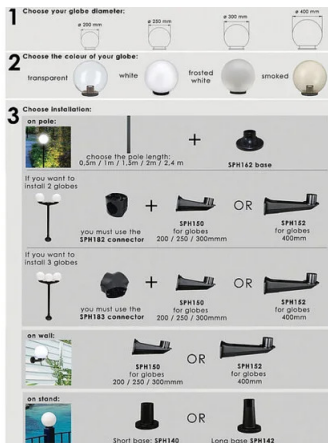 1 Choose your globe diameter:
ø 200 mm
ø 250 mm
ø 300 mm
ø 400 mm
2 Choose the colour of your globe:
transparent
white
frosted white
smoked
3 Choose installation:
on pole:
choose the pole length:
0,5m / 1m / 1,5m / 2m / 2,4 m
+
SPH162 base
If you want to
install 2 globes
you must use the
SPH182 connector
+
SPH150
for globes
200 / 250 / 300mmm
OR
SPH152
for globes
400mm
If you want to
install 3 globes
you must use the
SPH183 connector
+
SPH150
for globes
200 / 250 / 300mmm
OR
SPH152
for globes
400mm
on wall:
SPH150
for globes
200 / 250 / 300mmm
OR
SPH152
for globes
400mm
on stand:
OR
Short base: SPH140
Long base SPH142